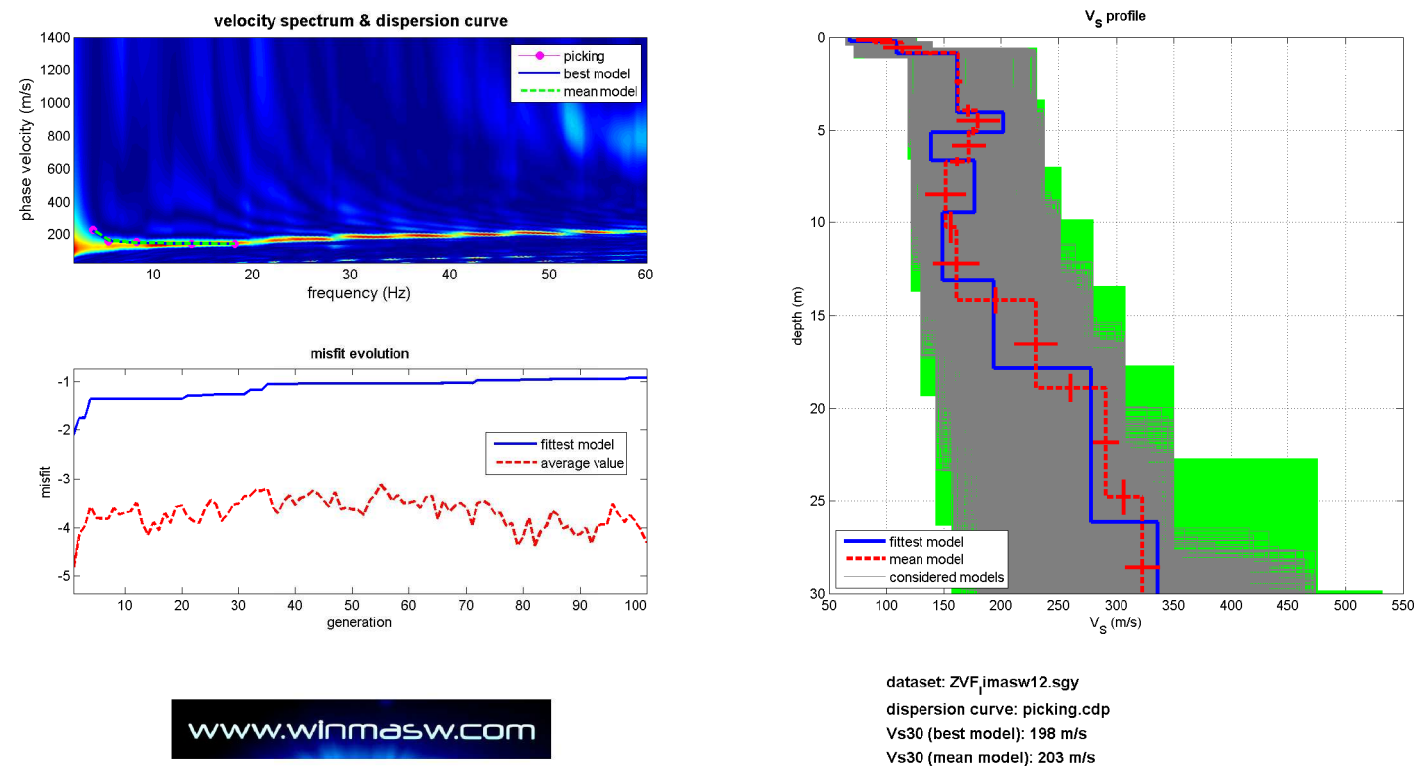 velocity spectrum & dispersion curve
phase velocity (m/s)
1400
1200
1000
800
600
400
200
picking
best model
mean model
10
20
30
40
50
60
frequency (Hz)
misfit evolution
misfit
-1
-2
-3
-4
-5
fittest model
average value
10
20
30
40
50
60
70
80
90
100
generation
www.winmasw.com
VS profile
depth (m)
0
5
10
15
20
25
30
fittest model
mean model
considered models
50
100
150
200
250
300
350
400
450
500
550
VS (m/s)
dataset: ZVFlimasw12.sgy
dispersion curve: picking.cdp
Vs30 (best model): 198 m/s
Vs30 (mean model): 203 m/s